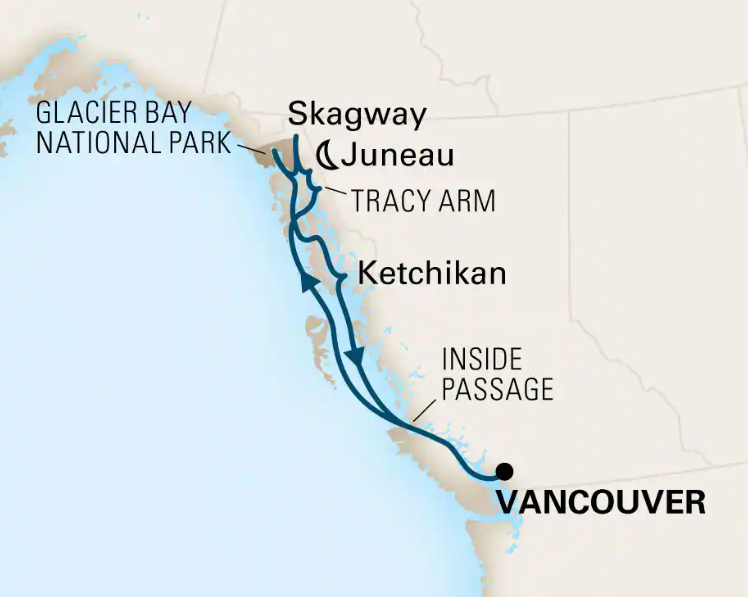 GLACIER BAY
NATIONAL PARK
Skagway
Juneau
TRACY ARM
Ketchikan
INSIDE
PASSAGE
VANCOUVER